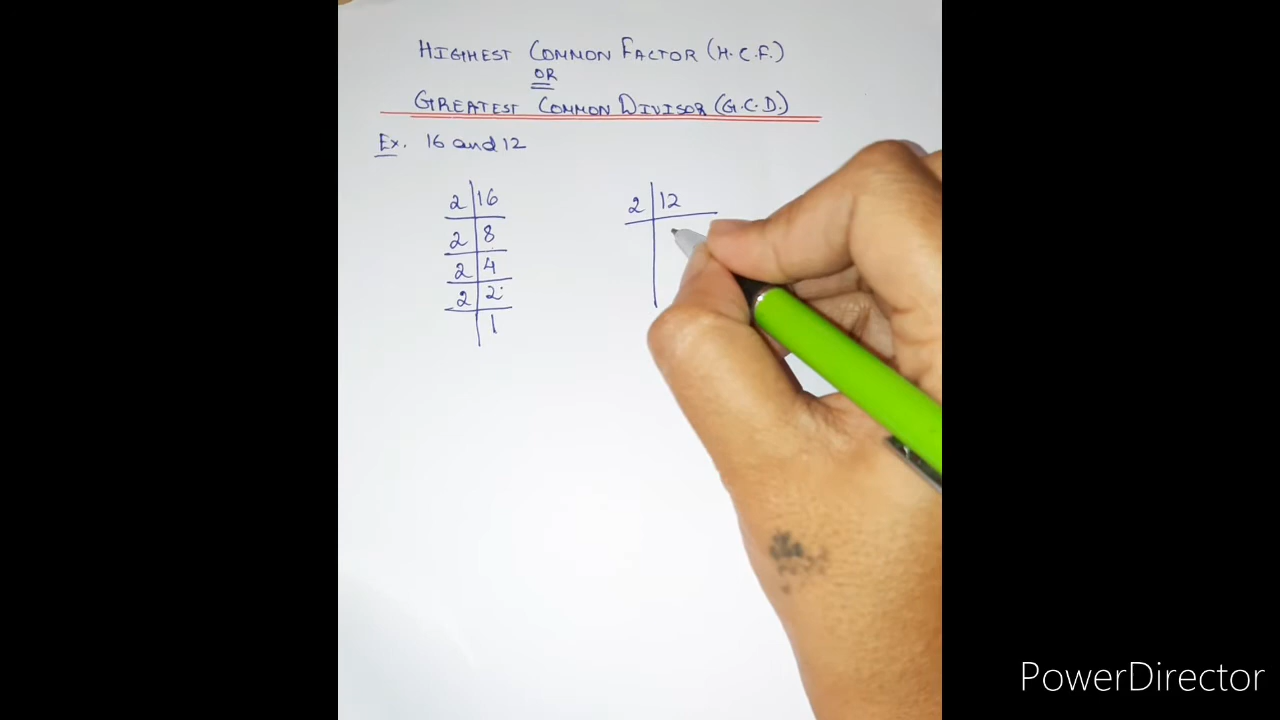 HIGHEST COMMON FACTOR (H.C.F.)
OR
GREATEST COMMON DIVISOR (G.C.D.)
Ex. 16 and 12
2 | 16
2 | 8
2 | 4
2 | 2
| 1
2 | 12
PowerDirector